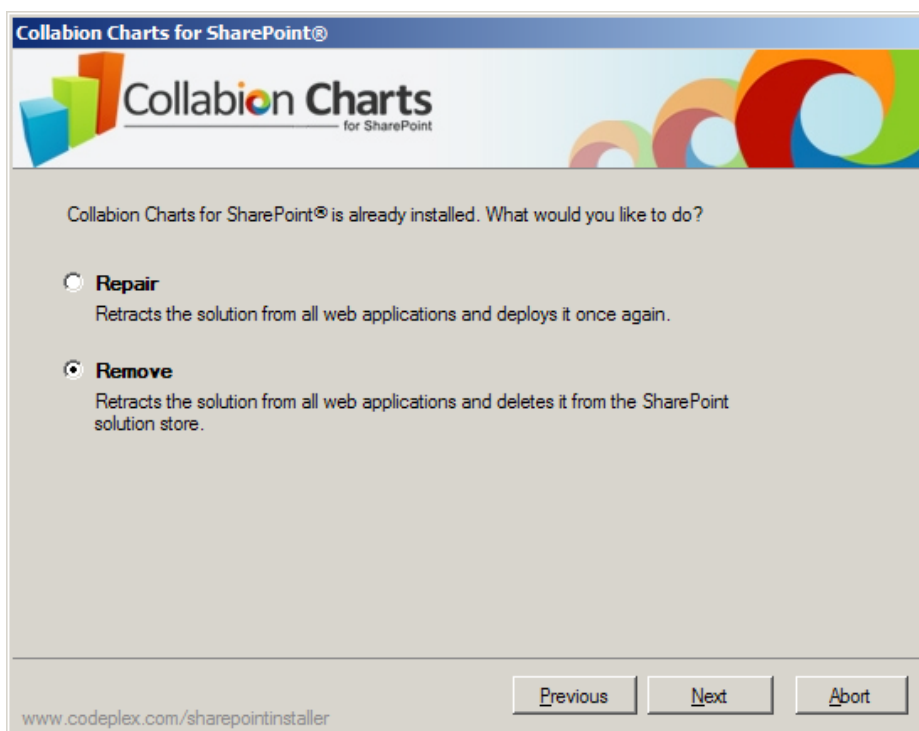 Collabion Charts for SharePoint®
Collabion Charts
for SharePoint
Collabion Charts for SharePoint® is already installed. What would you like to do?
Repair
Retracts the solution from all web applications and deploys it once again.
Remove
Retracts the solution from all web applications and deletes it from the SharePoint
solution store.
Previous
Next
Abort
www.codeplex.com/sharepointinstaller